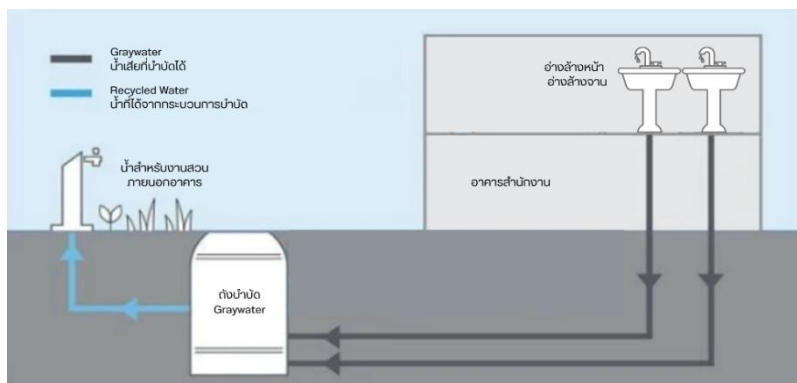 Graywater
น้ำเสียที่บำบัดได้
Recycled Water
น้ำที่ได้จากกระบวนการบำบัด
อ่างล้างหน้า
อ่างล้างจาน
น้ำสำหรับงานสวน
ภายนอกอาคาร
อาคารสำนักงาน
ถังบำบัด
Graywater